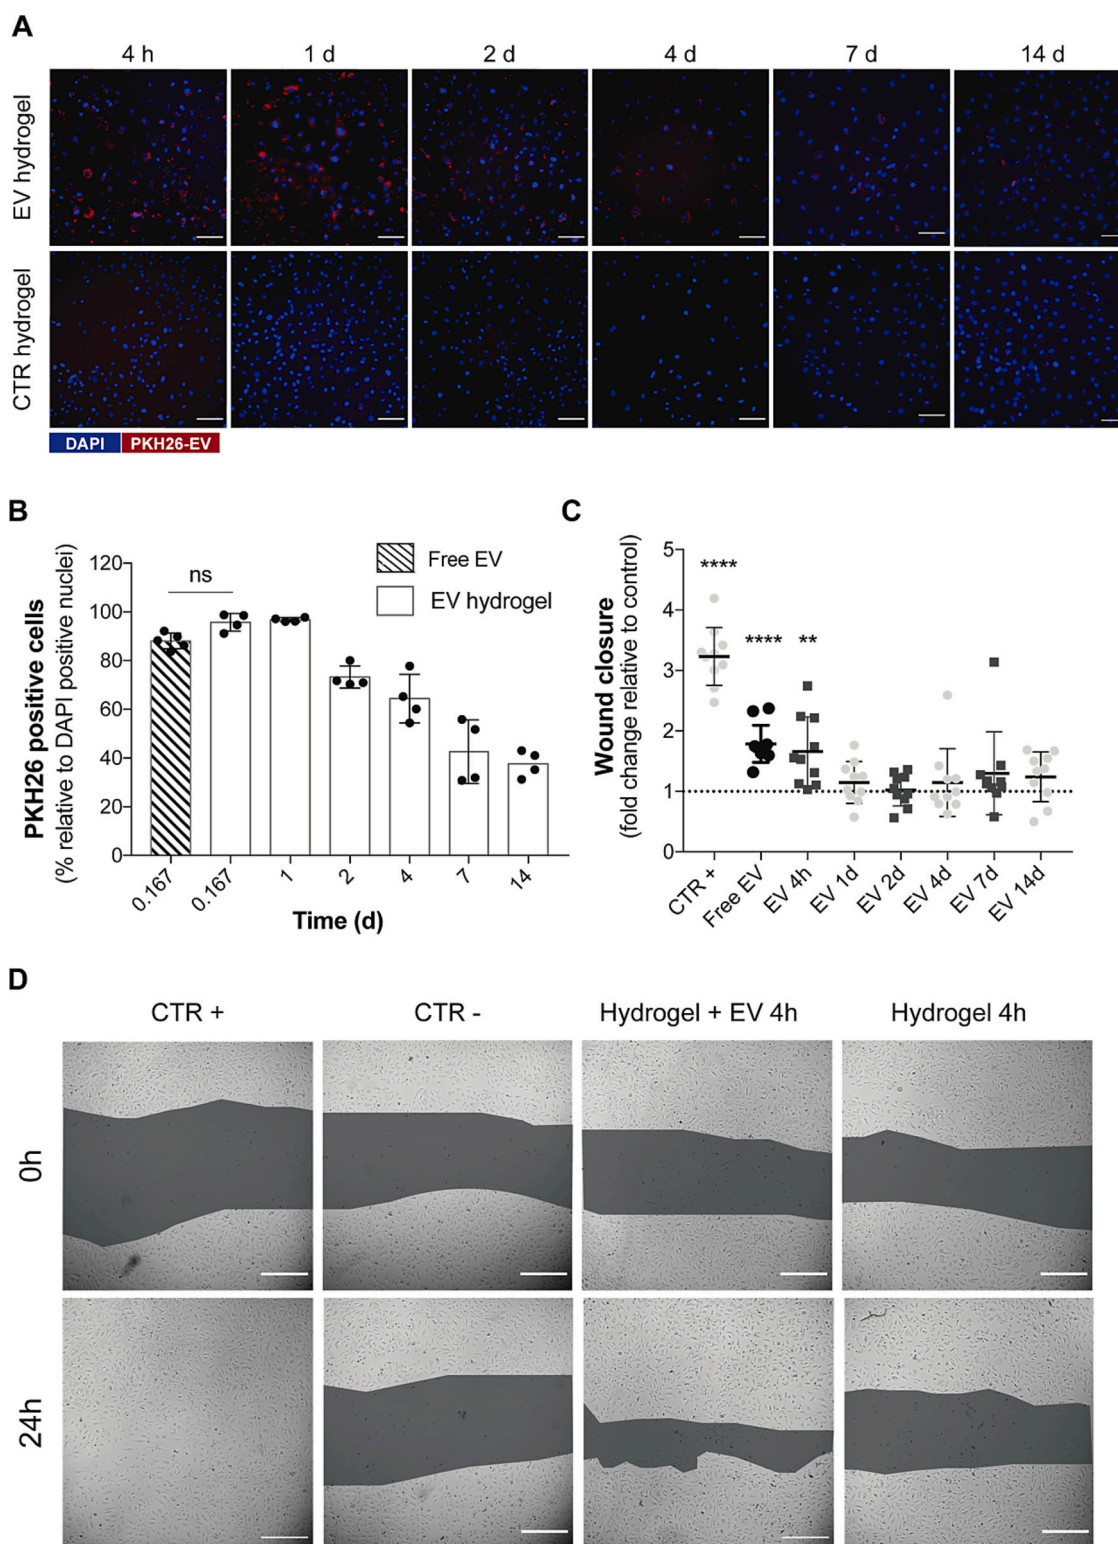 A
4 h 1 d 2 d 4 d 7 d 14 d
EV hydrogel
CTR hydrogel
DAPI PKH26-EV
B
PKH26 positive cells
(% relative to DAPI positive nuclei)
120
100
80
60
40
20
0
ns
Free EV
EV hydrogel
0.167 0.167 1 2 4 7 14
Time (d)
C
Wound closure
(fold change relative to control)
5
4
3
2
1
0
****
**** **
CTR + Free EV EV 4h EV 1d EV 2d EV 4d EV 7d EV 14d
D
CTR + CTR - Hydrogel + EV 4h Hydrogel 4h
0h
24h